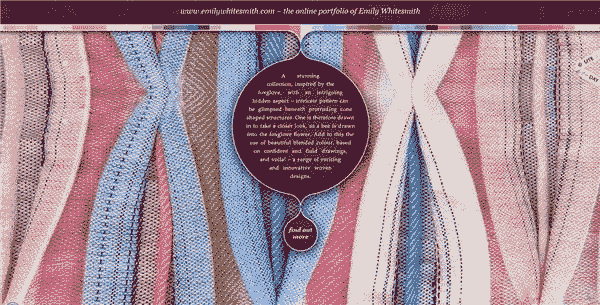 www.emilywhitesmith.com – the online portfolio of Emily Whitesmith
A stunning
collection, inspired by the
foxglove, with an intriguing
hidden aspect – intricate pattern can
be glimpsed beneath protruding cone
shaped structures. One is therefore drawn
in to take a closer look, as a bee is drawn
into the foxglove flower. Add to this the
use of beautiful blended colour, based
on confident and fluid drawings,
and voila! – a range of exciting
and innovative woven
designs.
find out
more
SITE
DAY